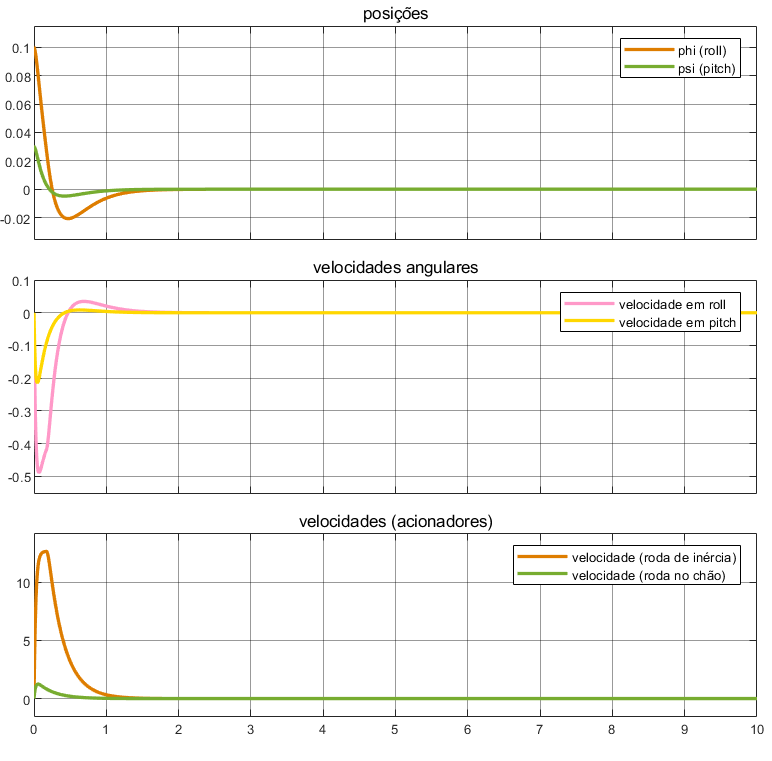 posições
phi (roll)
psi (pitch)
0.1
0.08
0.06
0.04
0.02
0
-0.02
velocidades angulares
velocidade em roll
velocidade em pitch
0.1
0
-0.1
-0.2
-0.3
-0.4
-0.5
velocidades (acionadores)
velocidade (roda de inércia)
velocidade (roda no chão)
10
5
0
0 1 2 3 4 5 6 7 8 9 10